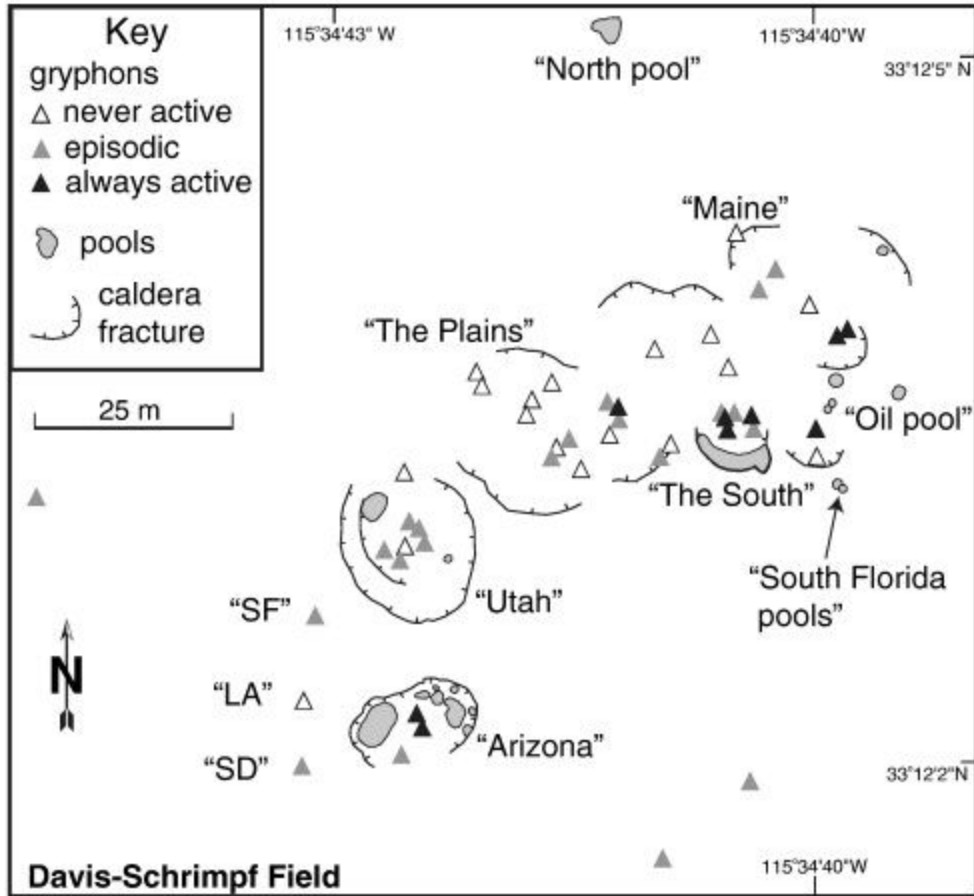 Key
gryphons
never active
episodic
always active
pools
caldera
fracture
25 m
115°34'43" W
115°34'40"W
33°12'5" N
“North pool”
“Maine”
“The Plains”
“Oil pool”
“The South”
“South Florida
pools”
“Utah”
“SF”
N
“LA”
“Arizona”
“SD”
33°12'2"N
115°34'40"W
Davis-Schrimpf Field